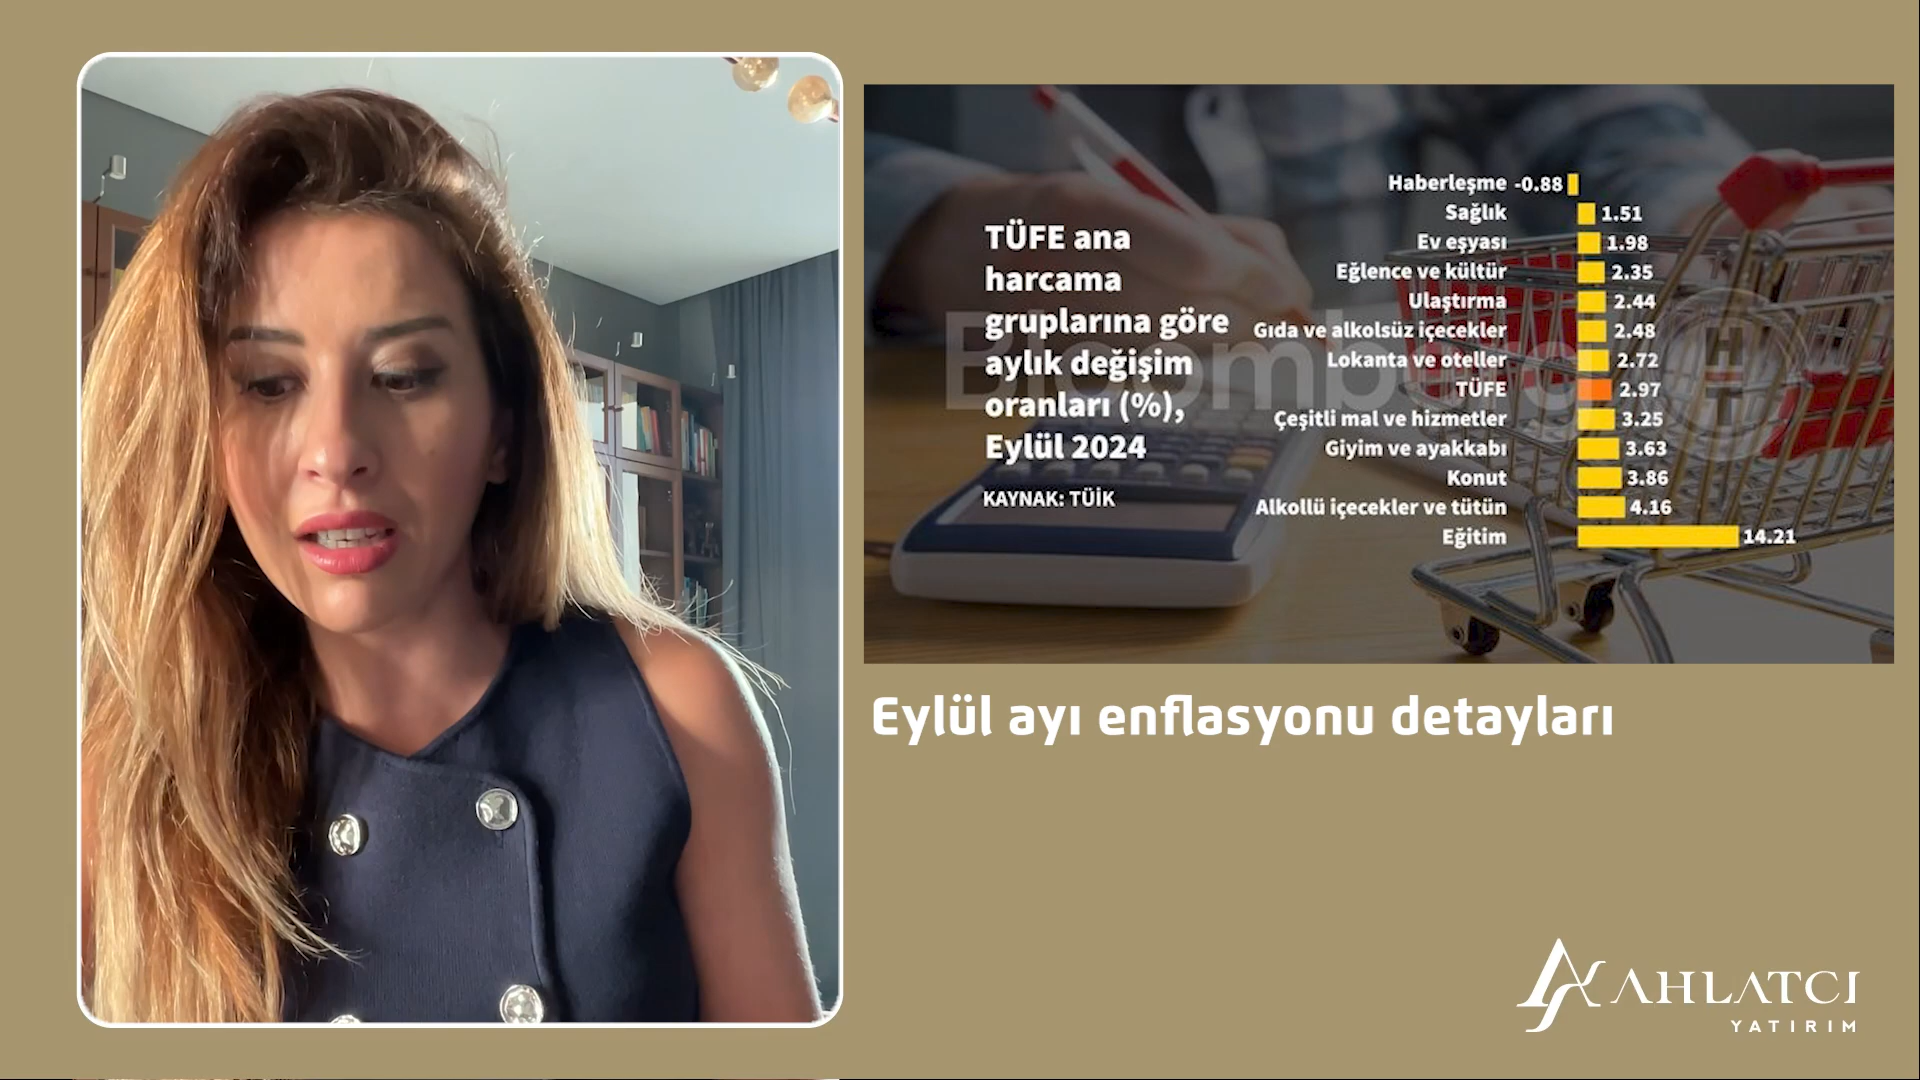 TÜFE ana
harcama
gruplarına göre
aylık değişim
oranları (%),
Eylül 2024
KAYNAK: TÜİK
Haberleşme -0.88
Sağlık 1.51
Ev eşyası 1.98
Eğlence ve kültür 2.35
Ulaştırma 2.44
Gıda ve alkolsüz içecekler 2.48
Lokanta ve oteller 2.72
TÜFE 2.97
Çeşitli mal ve hizmetler 3.25
Giyim ve ayakkabı 3.63
Konut 3.86
Alkollü içecekler ve tütün 4.16
Eğitim 14.21
Bloomberg HT
Eylül ayı enflasyonu detayları
AHLATCI
YATIRIM